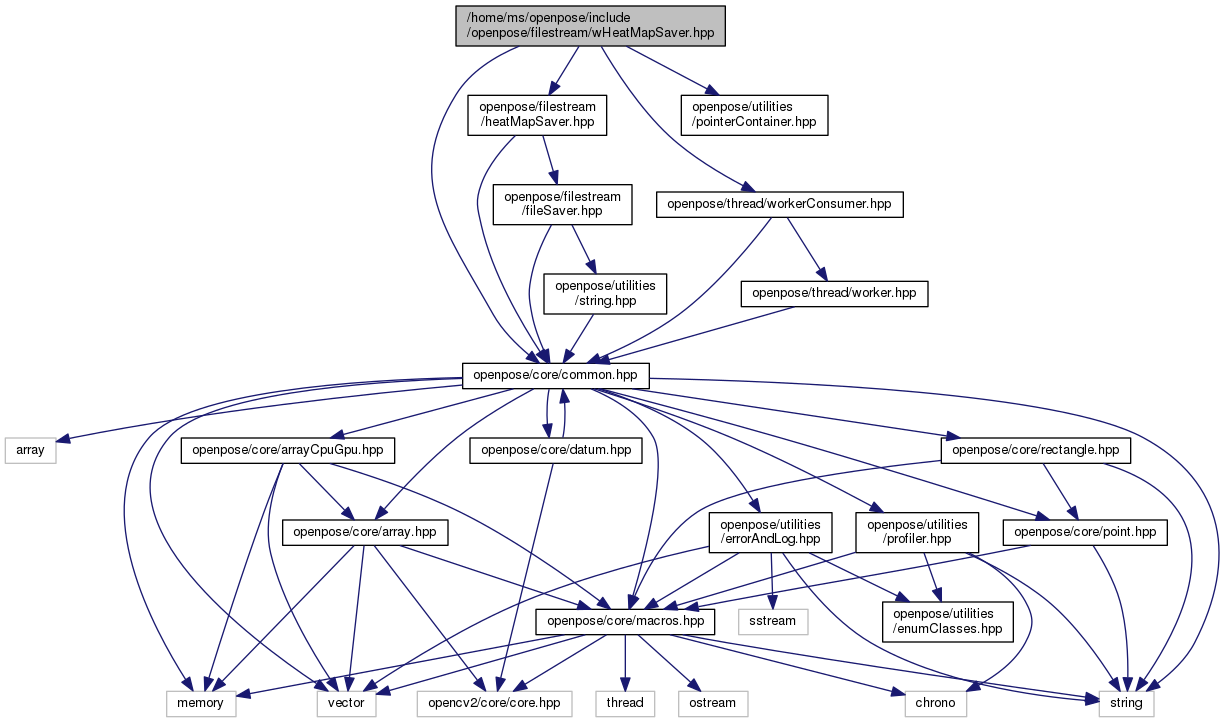 /home/ms/openpose/include
/openpose/filestream/wHeatMapSaver.hpp
openpose/filestream
/heatMapSaver.hpp
openpose/utilities
/pointerContainer.hpp
openpose/filestream
/fileSaver.hpp
openpose/thread/workerConsumer.hpp
openpose/utilities
/string.hpp
openpose/thread/worker.hpp
openpose/core/common.hpp
array
openpose/core/arrayCpuGpu.hpp
openpose/core/datum.hpp
openpose/core/rectangle.hpp
openpose/core/array.hpp
openpose/utilities
/errorAndLog.hpp
openpose/utilities
/profiler.hpp
openpose/core/point.hpp
openpose/core/macros.hpp
sstream
openpose/utilities
/enumClasses.hpp
memory
vector
opencv2/core/core.hpp
thread
ostream
chrono
string